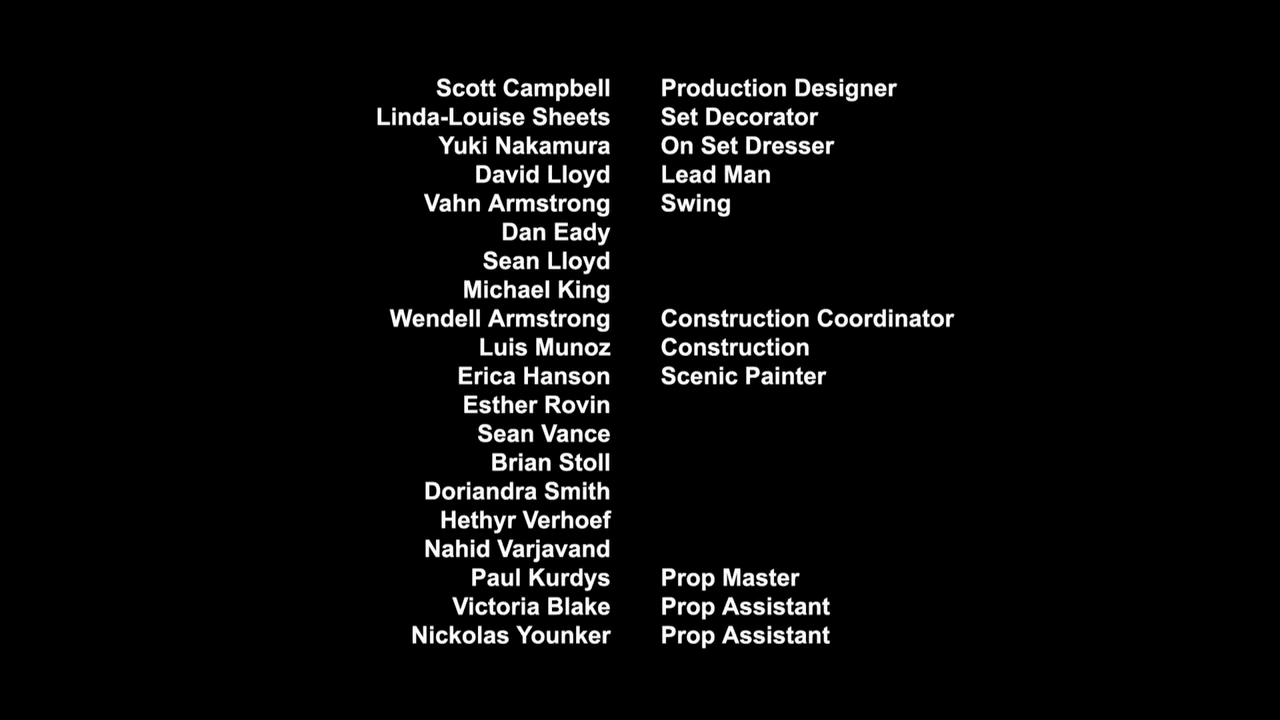 Scott Campbell Production Designer
Linda-Louise Sheets Set Decorator
Yuki Nakamura On Set Dresser
David Lloyd Lead Man
Vahn Armstrong Swing
Dan Eady
Sean Lloyd
Michael King
Wendell Armstrong Construction Coordinator
Luis Munoz Construction
Erica Hanson Scenic Painter
Esther Rovin
Sean Vance
Brian Stoll
Doriandra Smith
Hethyr Verhoef
Nahid Varjavand
Paul Kurdys Prop Master
Victoria Blake Prop Assistant
Nickolas Younker Prop Assistant